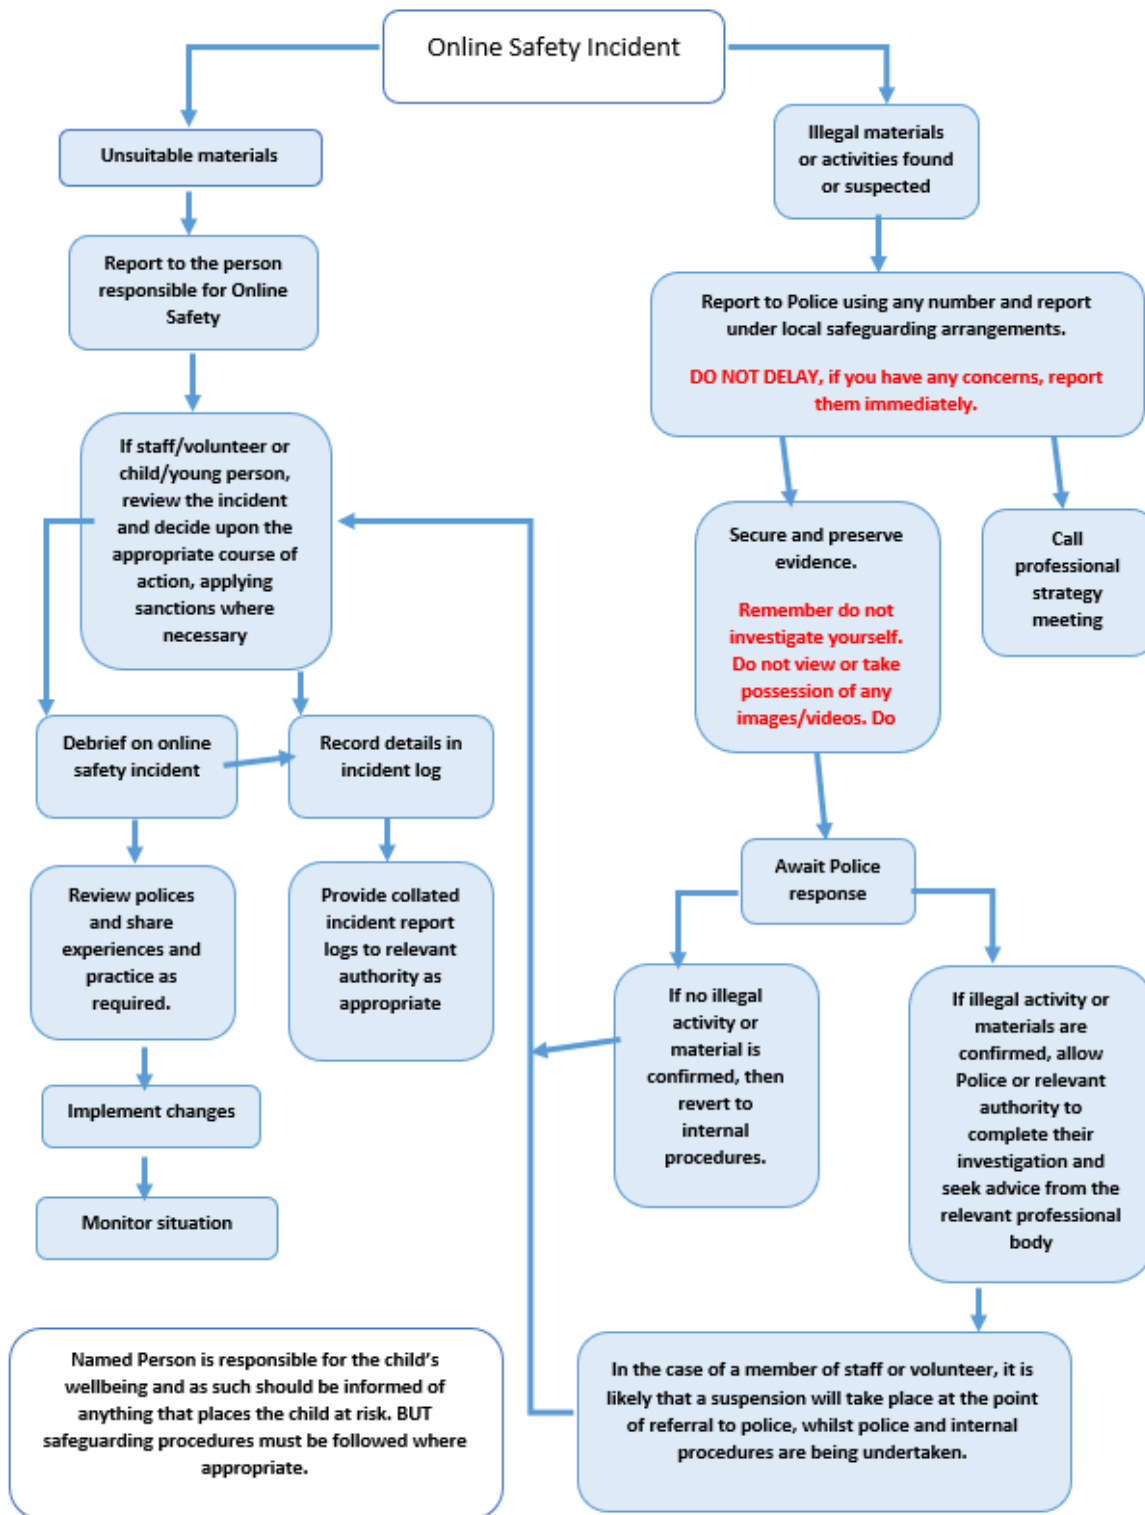 Online Safety Incident
Unsuitable materials
Report to the person
responsible for Online
Safety
If staff/volunteer or
child/young person,
review the incident
and decide upon the
appropriate course of
action, applying
sanctions where
necessary
Debrief on online
safety incident
Record details in
incident log
Review polices
and share
experiences and
practice as
required.
Provide collated
incident report
logs to relevant
authority as
appropriate
Implement changes
Monitor situation
Illegal materials
or activities found
or suspected
Report to Police using any number and report
under local safeguarding arrangements.
DO NOT DELAY, if you have any concerns, report
them immediately.
Secure and preserve
evidence.
Remember do not
investigate yourself.
Do not view or take
possession of any
images/videos. Do
Call
professional
strategy
meeting
Await Police
response
If no illegal
activity or
material is
confirmed, then
revert to
internal
procedures.
If illegal activity or
materials are
confirmed, allow
Police or relevant
authority to
complete their
investigation and
seek advice from the
relevant professional
body
In the case of a member of staff or volunteer, it is
likely that a suspension will take place at the point
of referral to police, whilst police and internal
procedures are being undertaken.
Named Person is responsible for the child's
wellbeing and as such should be informed of
anything that places the child at risk. BUT
safeguarding procedures must be followed where
appropriate.